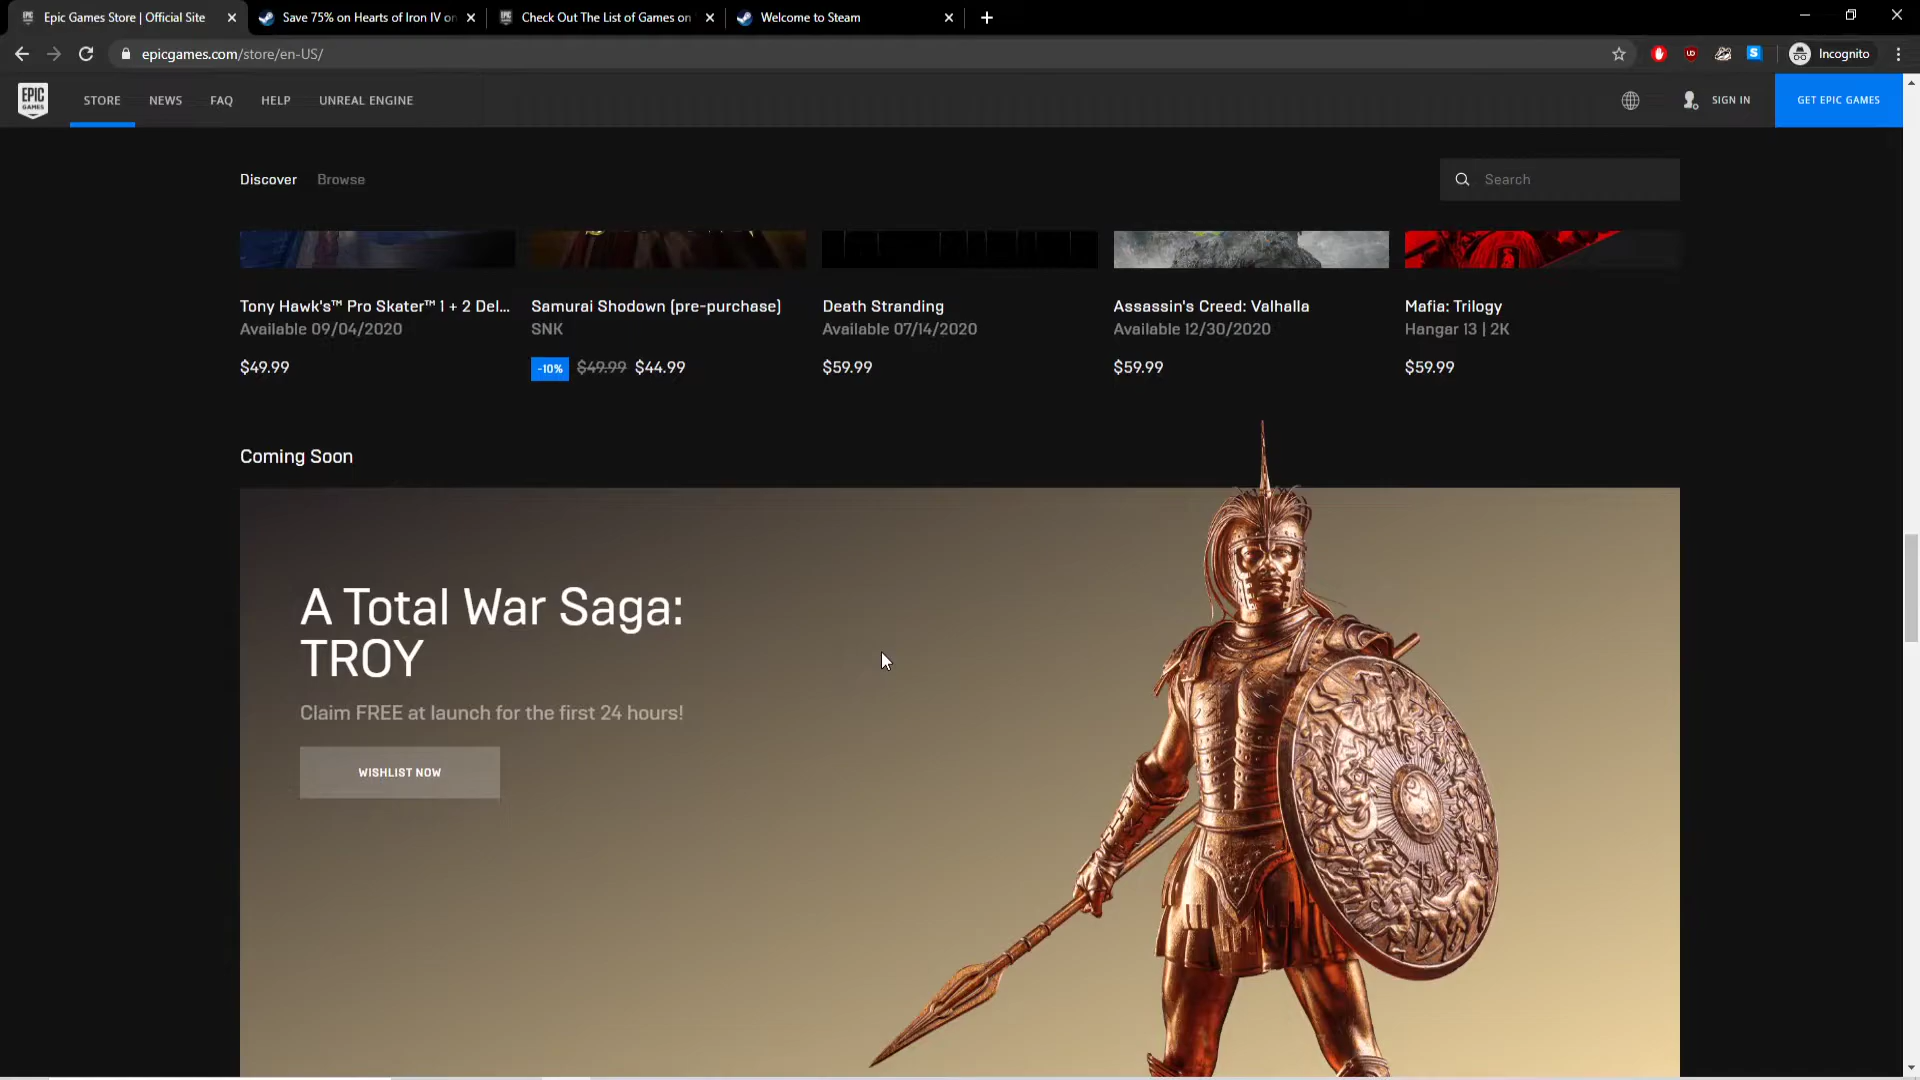 Epic Games Store | Official Site
Save 75% on Hearts of Iron IV on
Check Out The List of Games on
Welcome to Steam
epicgames.com/store/en-US/
Incognito
EPIC
GAMES
STORE
NEWS
FAQ
HELP
UNREAL ENGINE
SIGN IN
GET EPIC GAMES
Discover
Browse
Search
Tony Hawk's™ Pro Skater™ 1 + 2 Del...
Available 09/04/2020
$49.99
Samurai Shodown (pre-purchase)
SNK
-10% $49.99 $44.99
Death Stranding
Available 07/14/2020
$59.99
Assassin's Creed: Valhalla
Available 12/30/2020
$59.99
Mafia: Trilogy
Hangar 13 | 2K
$59.99
Coming Soon
A Total War Saga:
TROY
Claim FREE at launch for the first 24 hours!
WISHLIST NOW